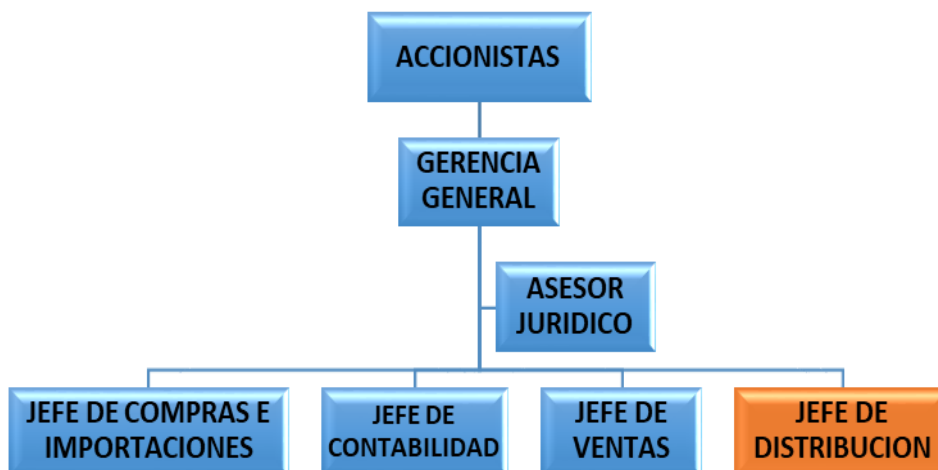 ACCIONISTAS
GERENCIA
GENERAL
ASESOR
JURIDICO
JEFE DE COMPRAS E
IMPORTACIONES
JEFE DE
CONTABILIDAD
JEFE DE
VENTAS
JEFE DE
DISTRIBUCION